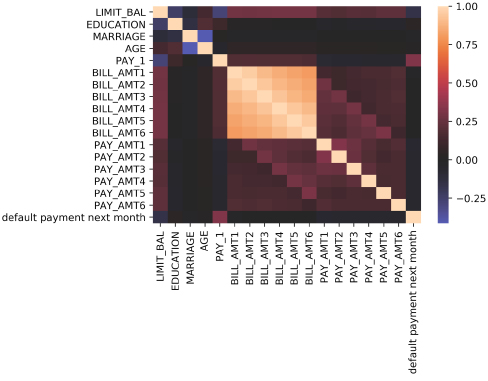 LIMIT_BAL
EDUCATION
MARRIAGE
AGE
PAY_1
BILL_AMT1
BILL_AMT2
BILL_AMT3
BILL_AMT4
BILL_AMT5
BILL_AMT6
PAY_AMT1
PAY_AMT2
PAY_AMT3
PAY_AMT4
PAY_AMT5
PAY_AMT6
default payment next month
LIMIT_BAL
EDUCATION
MARRIAGE
AGE
PAY_1
BILL_AMT1
BILL_AMT2
BILL_AMT3
BILL_AMT4
BILL_AMT5
BILL_AMT6
PAY_AMT1
PAY_AMT2
PAY_AMT3
PAY_AMT4
PAY_AMT5
PAY_AMT6
default payment next month
1.00
0.75
0.50
0.25
0.00
−0.25